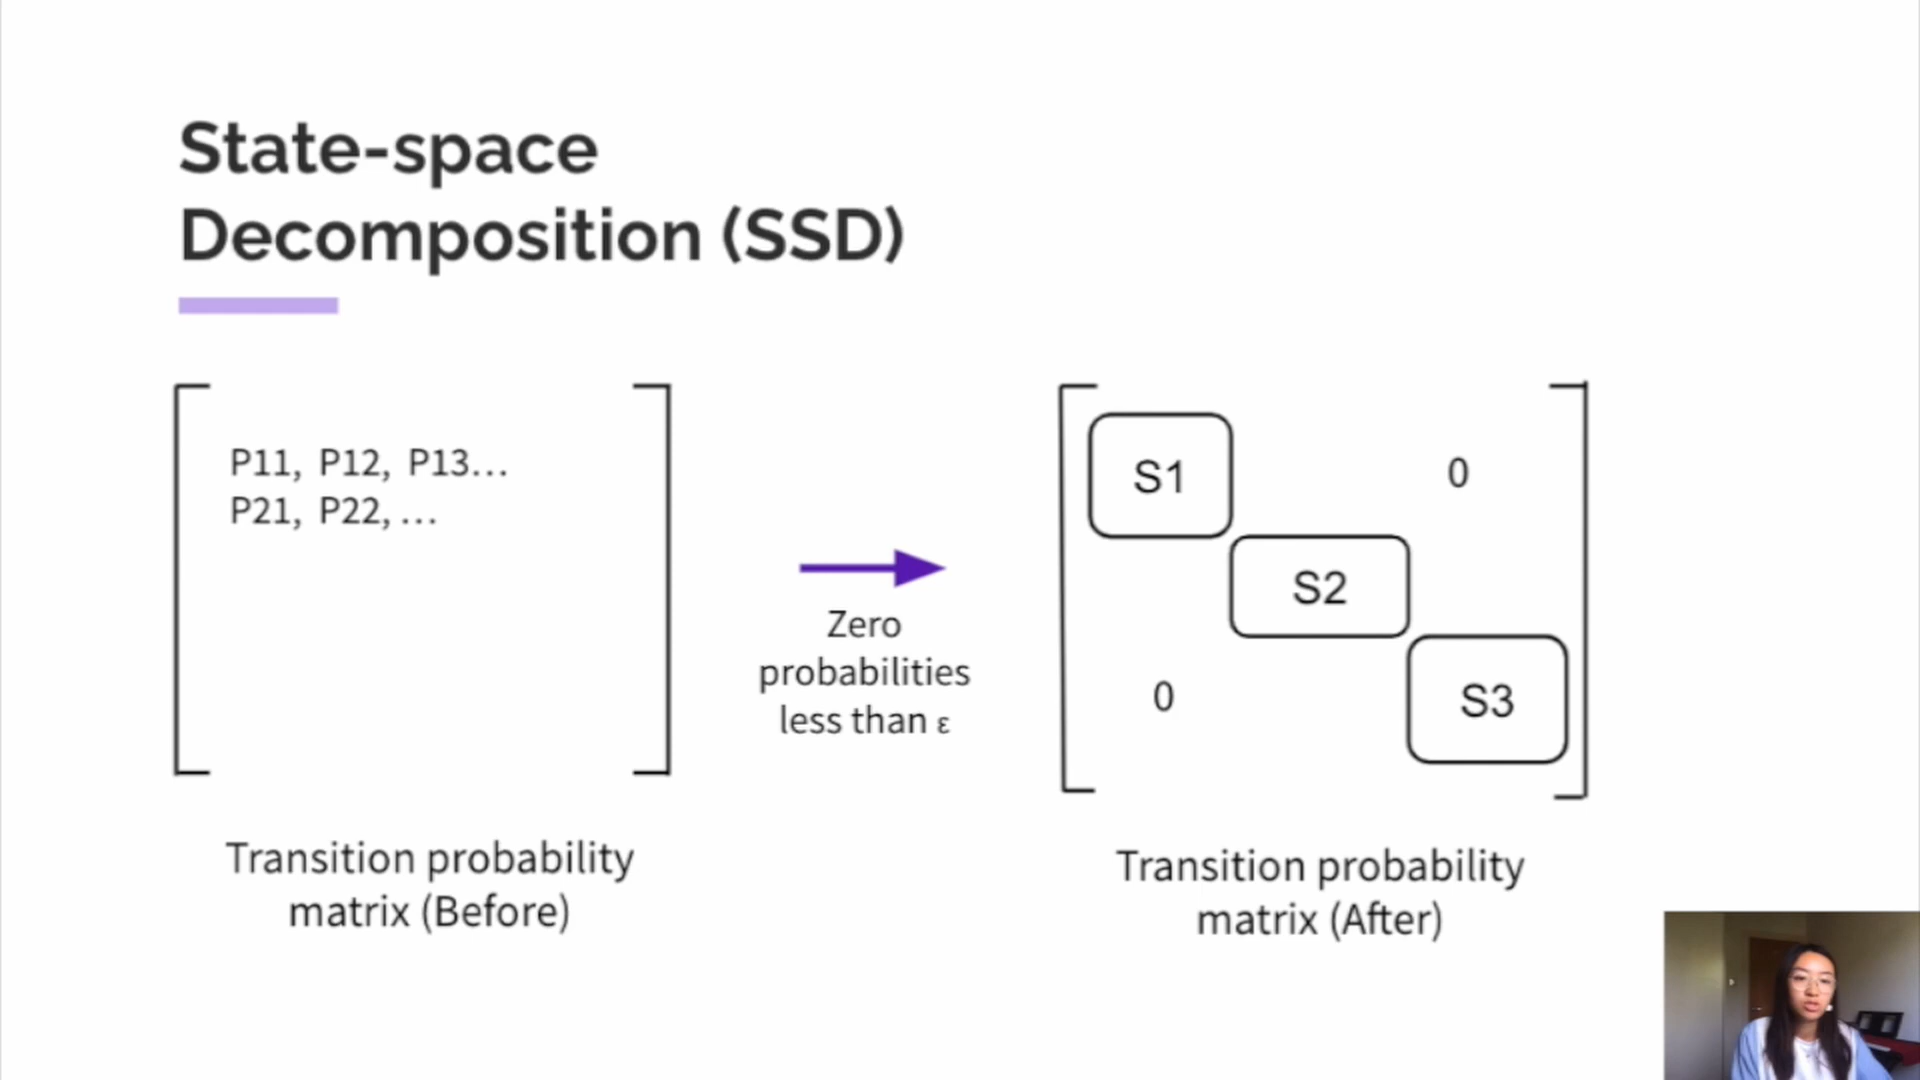 State-space
Decomposition (SSD)
P11, P12, P13...
P21, P22, ...
Zero
probabilities
less than ε
S1
0
S2
0
S3
Transition probability
matrix (Before)
Transition probability
matrix (After)